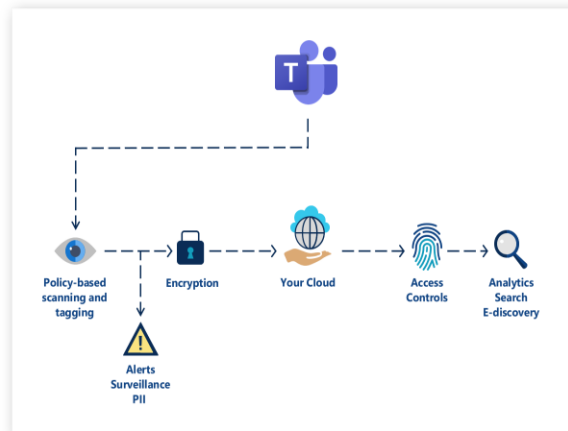 T
Policy-based
scanning and
tagging
Encryption
Your Cloud
Access
Controls
Analytics
Search
E-discovery
!
Alerts
Surveillance
PII